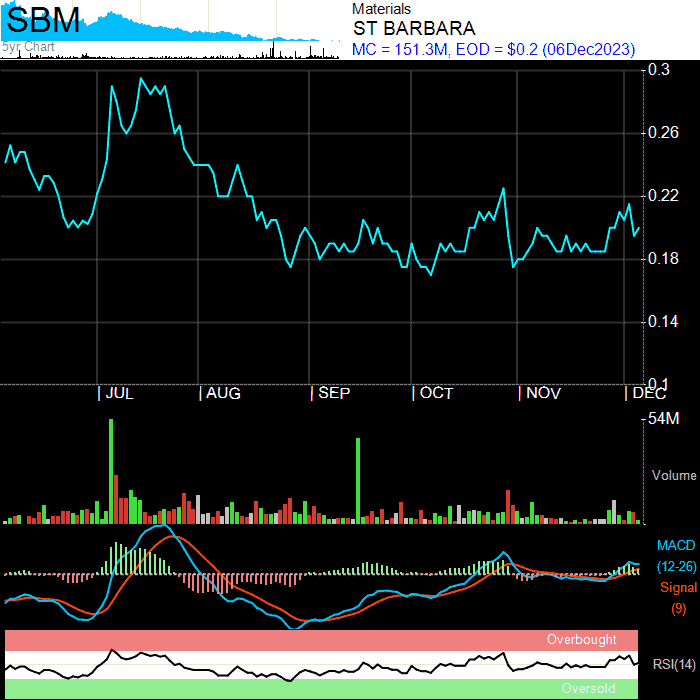 SBM
5yr Chart
Materials
ST BARBARA
MC = 151.3M, EOD = $0.2 (06Dec2023)
0.3
0.26
0.22
0.18
0.14
0.1
| JUL | AUG | SEP | OCT | NOV | DEC
54M
Volume
MACD
(12-26)
Signal
(9)
Overbought
RSI(14)
Oversold